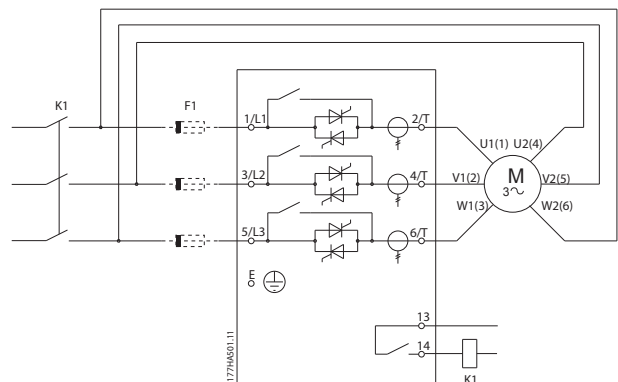 K1
F1
1/L1
2/T
U1(1) U2(4)
3/L2
4/T
V1(2)
M
3
V2(5)
W1(3)
W2(6)
5/L3
6/T
E
13
14
K1
177HA501.11